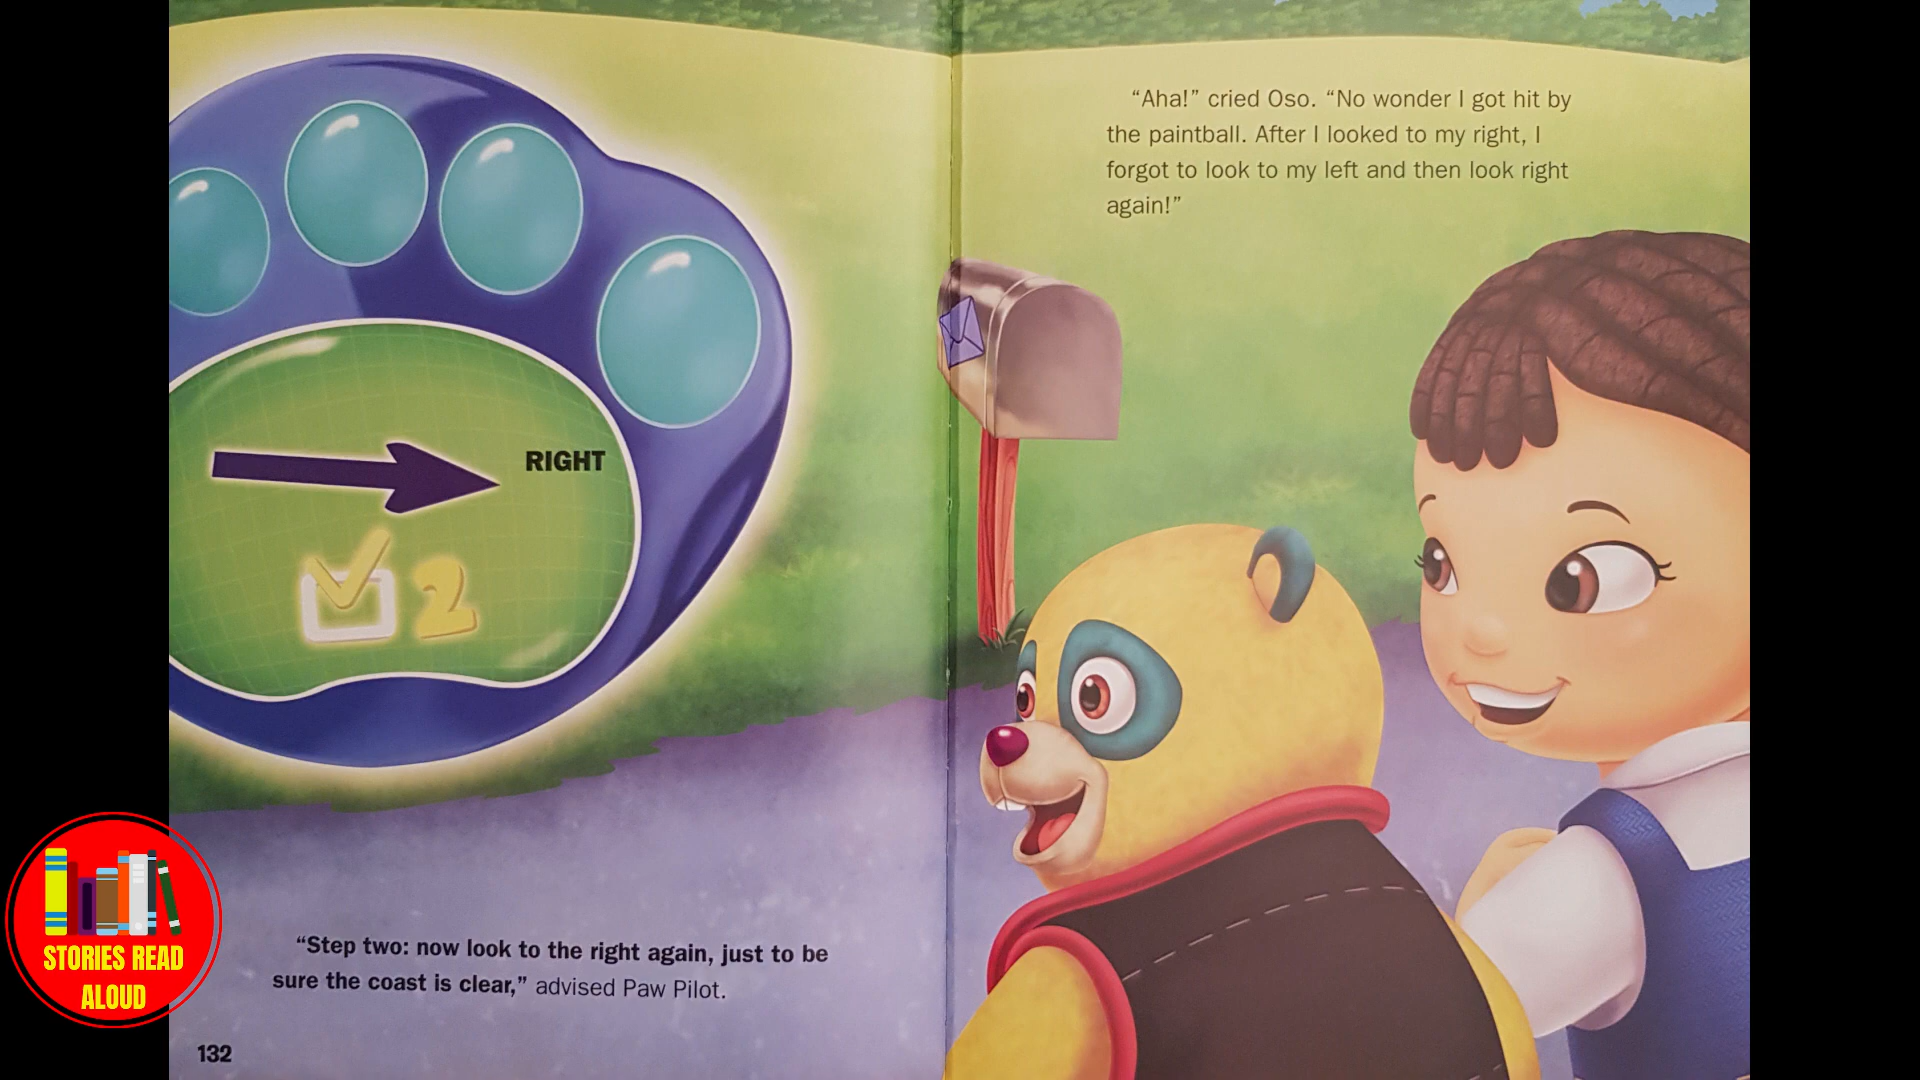 RIGHT
2
“Step two: now look to the right again, just to be
sure the coast is clear,” advised Paw Pilot.
132
“Aha!” cried Oso. “No wonder I got hit by
the paintball. After I looked to my right, I
forgot to look to my left and then look right
again!”
STORIES READ
ALOUD